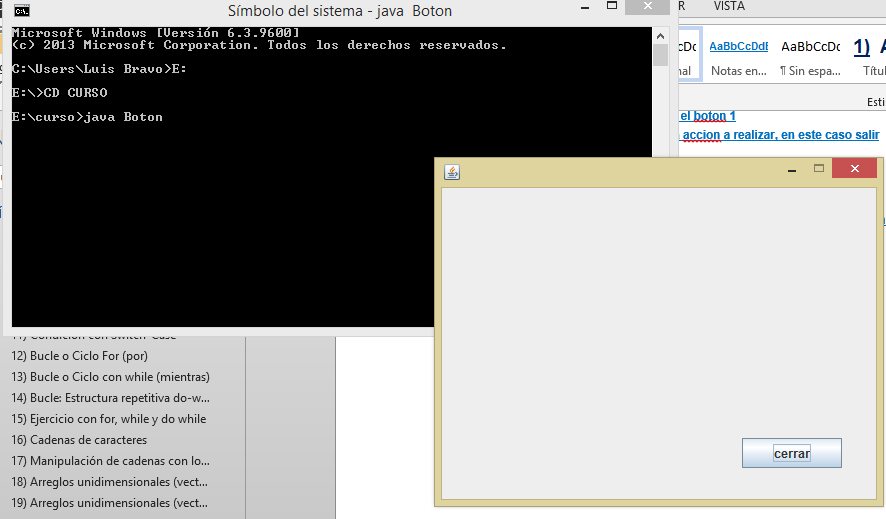 Símbolo del sistema - java Boton
Microsoft Windows [Versión 6.3.9600]
(c) 2013 Microsoft Corporation. Todos los derechos reservados.
C:\Users\Luis Bravo>E:
E:\>CD CURSO
E:\curso>java Boton
R VISTA
AaBbCcDdE AaBbCcDc 1) A
nal Notas en... ¶ Sin espa... Títul
Esti
el boton 1
accion a realizar, en este caso salir
cerrar
11) Condición con Switch-Case
12) Bucle o Ciclo For (por)
13) Bucle o Ciclo con while (mientras)
14) Bucle: Estructura repetitiva do-w...
15) Ejercicio con for, while y do while
16) Cadenas de caracteres
17) Manipulación de cadenas con lo...
18) Arreglos unidimensionales (vect...
19) Arreglos unidimensionales (vect...